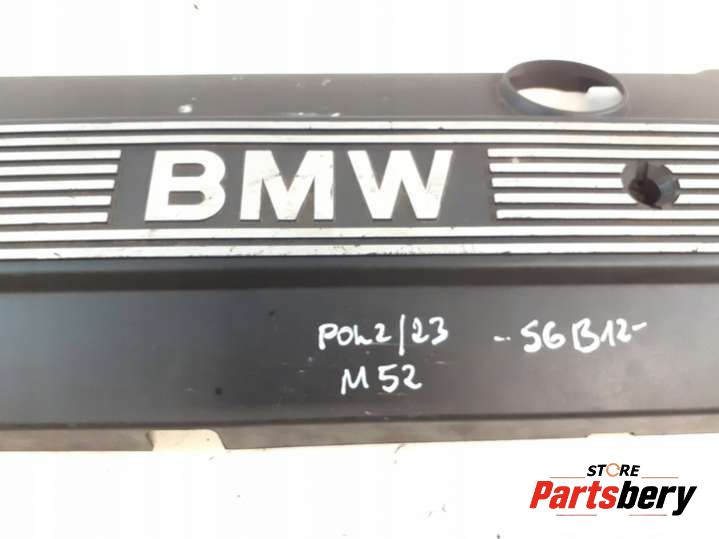 BMW
POL2/23 -S6B12-
M52
STORE
Partsbery